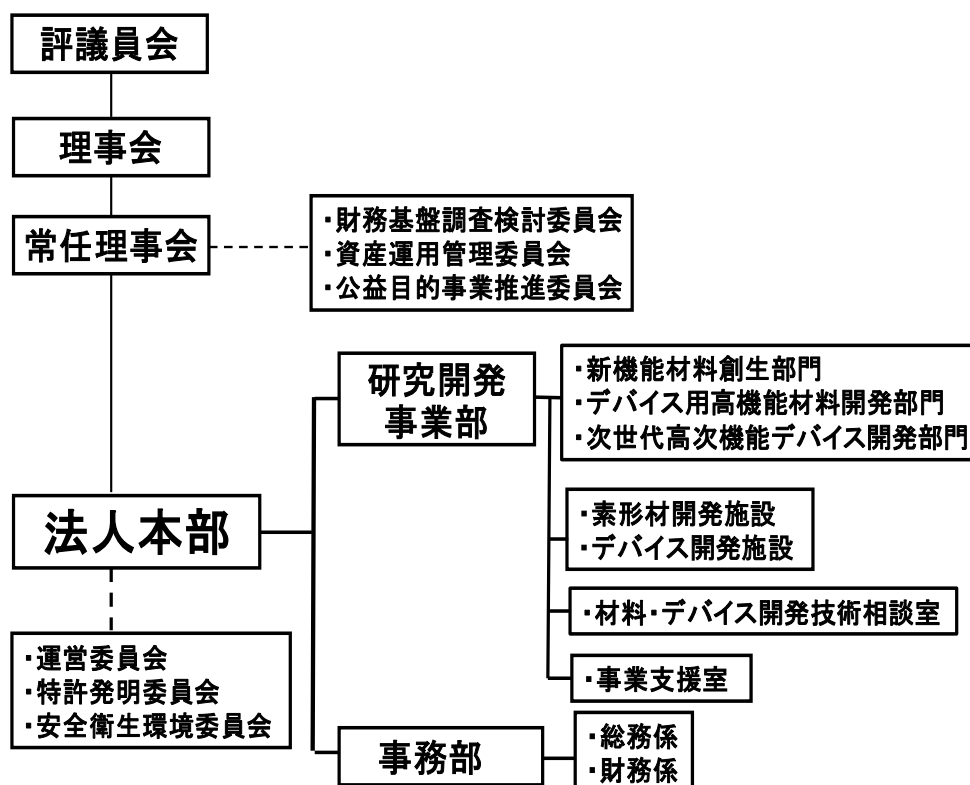 評議員会
理事会
常任理事会
・財務基盤調査検討委員会
・資産運用管理委員会
・公益目的事業推進委員会
研究開発
事業部
・新機能材料創生部門
・デバイス用高機能材料開発部門
・次世代高次機能デバイス開発部門
法人本部
・素形材開発施設
・デバイス開発施設
・材料・デバイス開発技術相談室
・運営委員会
・特許発明委員会
・安全衛生環境委員会
・事業支援室
事務部
・総務係
・財務係